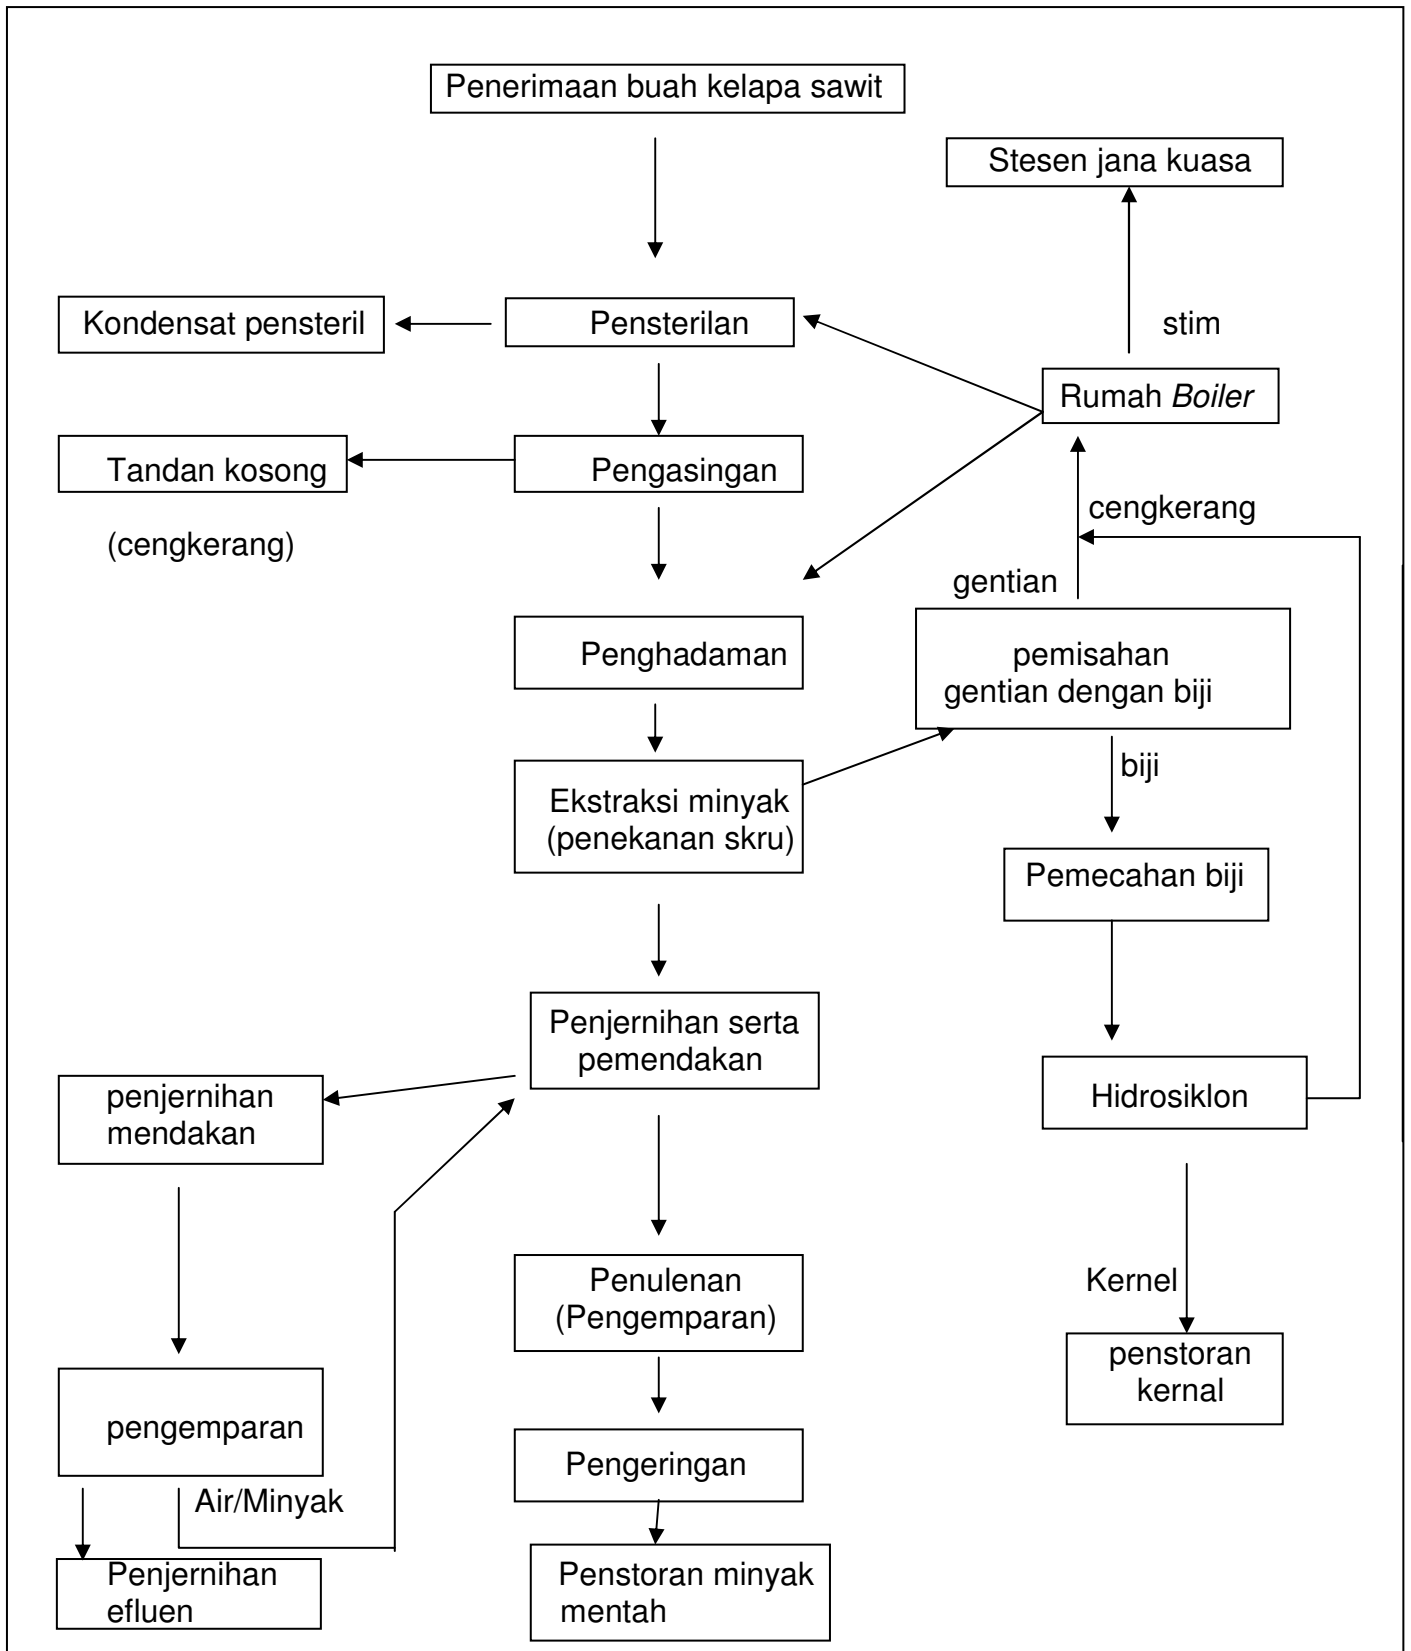 Penerimaan buah kelapa sawit
Stesen jana kuasa
Kondensat pensteril
Pensterilan
stim
Rumah Boiler
Tandan kosong
Pengasingan
cengkerang
(cengkerang)
gentian
Penghadaman
pemisahan
gentian dengan biji
biji
Ekstraksi minyak
(penekanan skru)
Pemecahan biji
Penjernihan serta
pemendakan
penjernihan
mendakan
Hidrosiklon
Penulenan
(Pengemparan)
Kernel
penstoran
kernal
pengemparan
Pengeringan
Air/Minyak
Penjernihan
efluen
Penstoran minyak
mentah